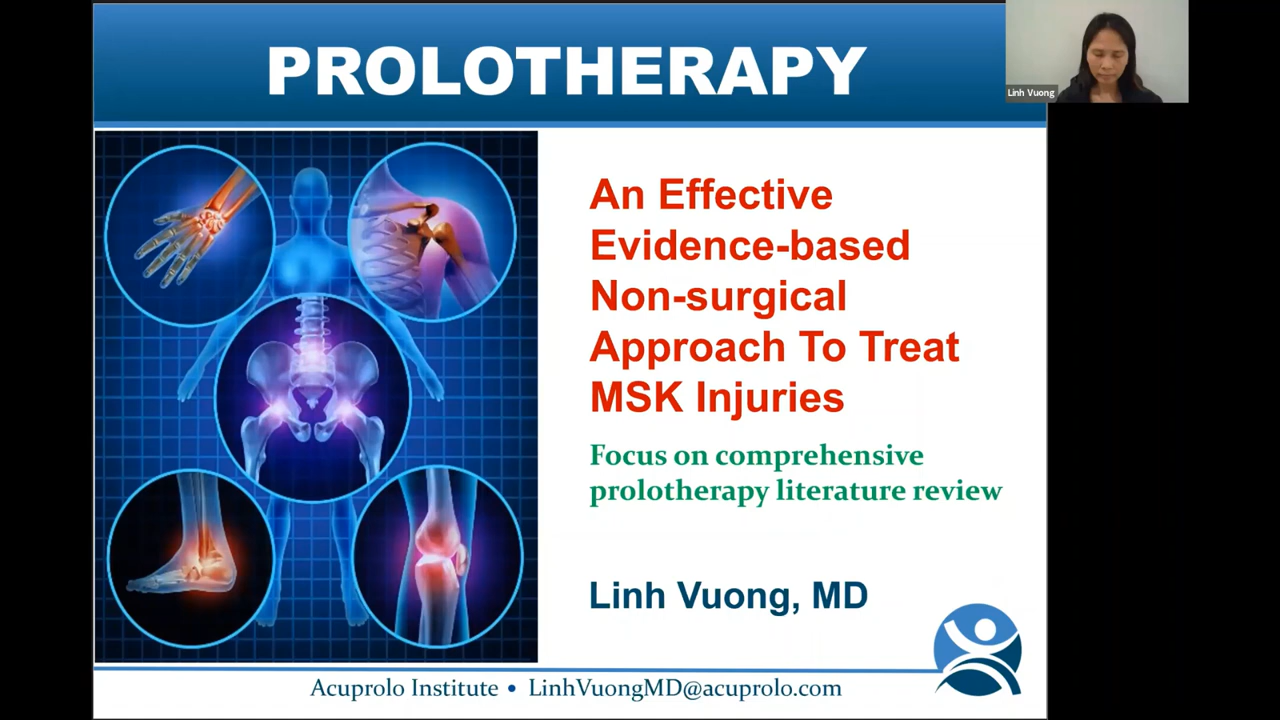 PROLOTHERAPY
Linh Vuong
An Effective
Evidence-based
Non-surgical
Approach To Treat
MSK Injuries
Focus on comprehensive
prolotherapy literature review
Linh Vuong, MD
Acuprolo Institute • LinhVuongMD@acuprolo.com